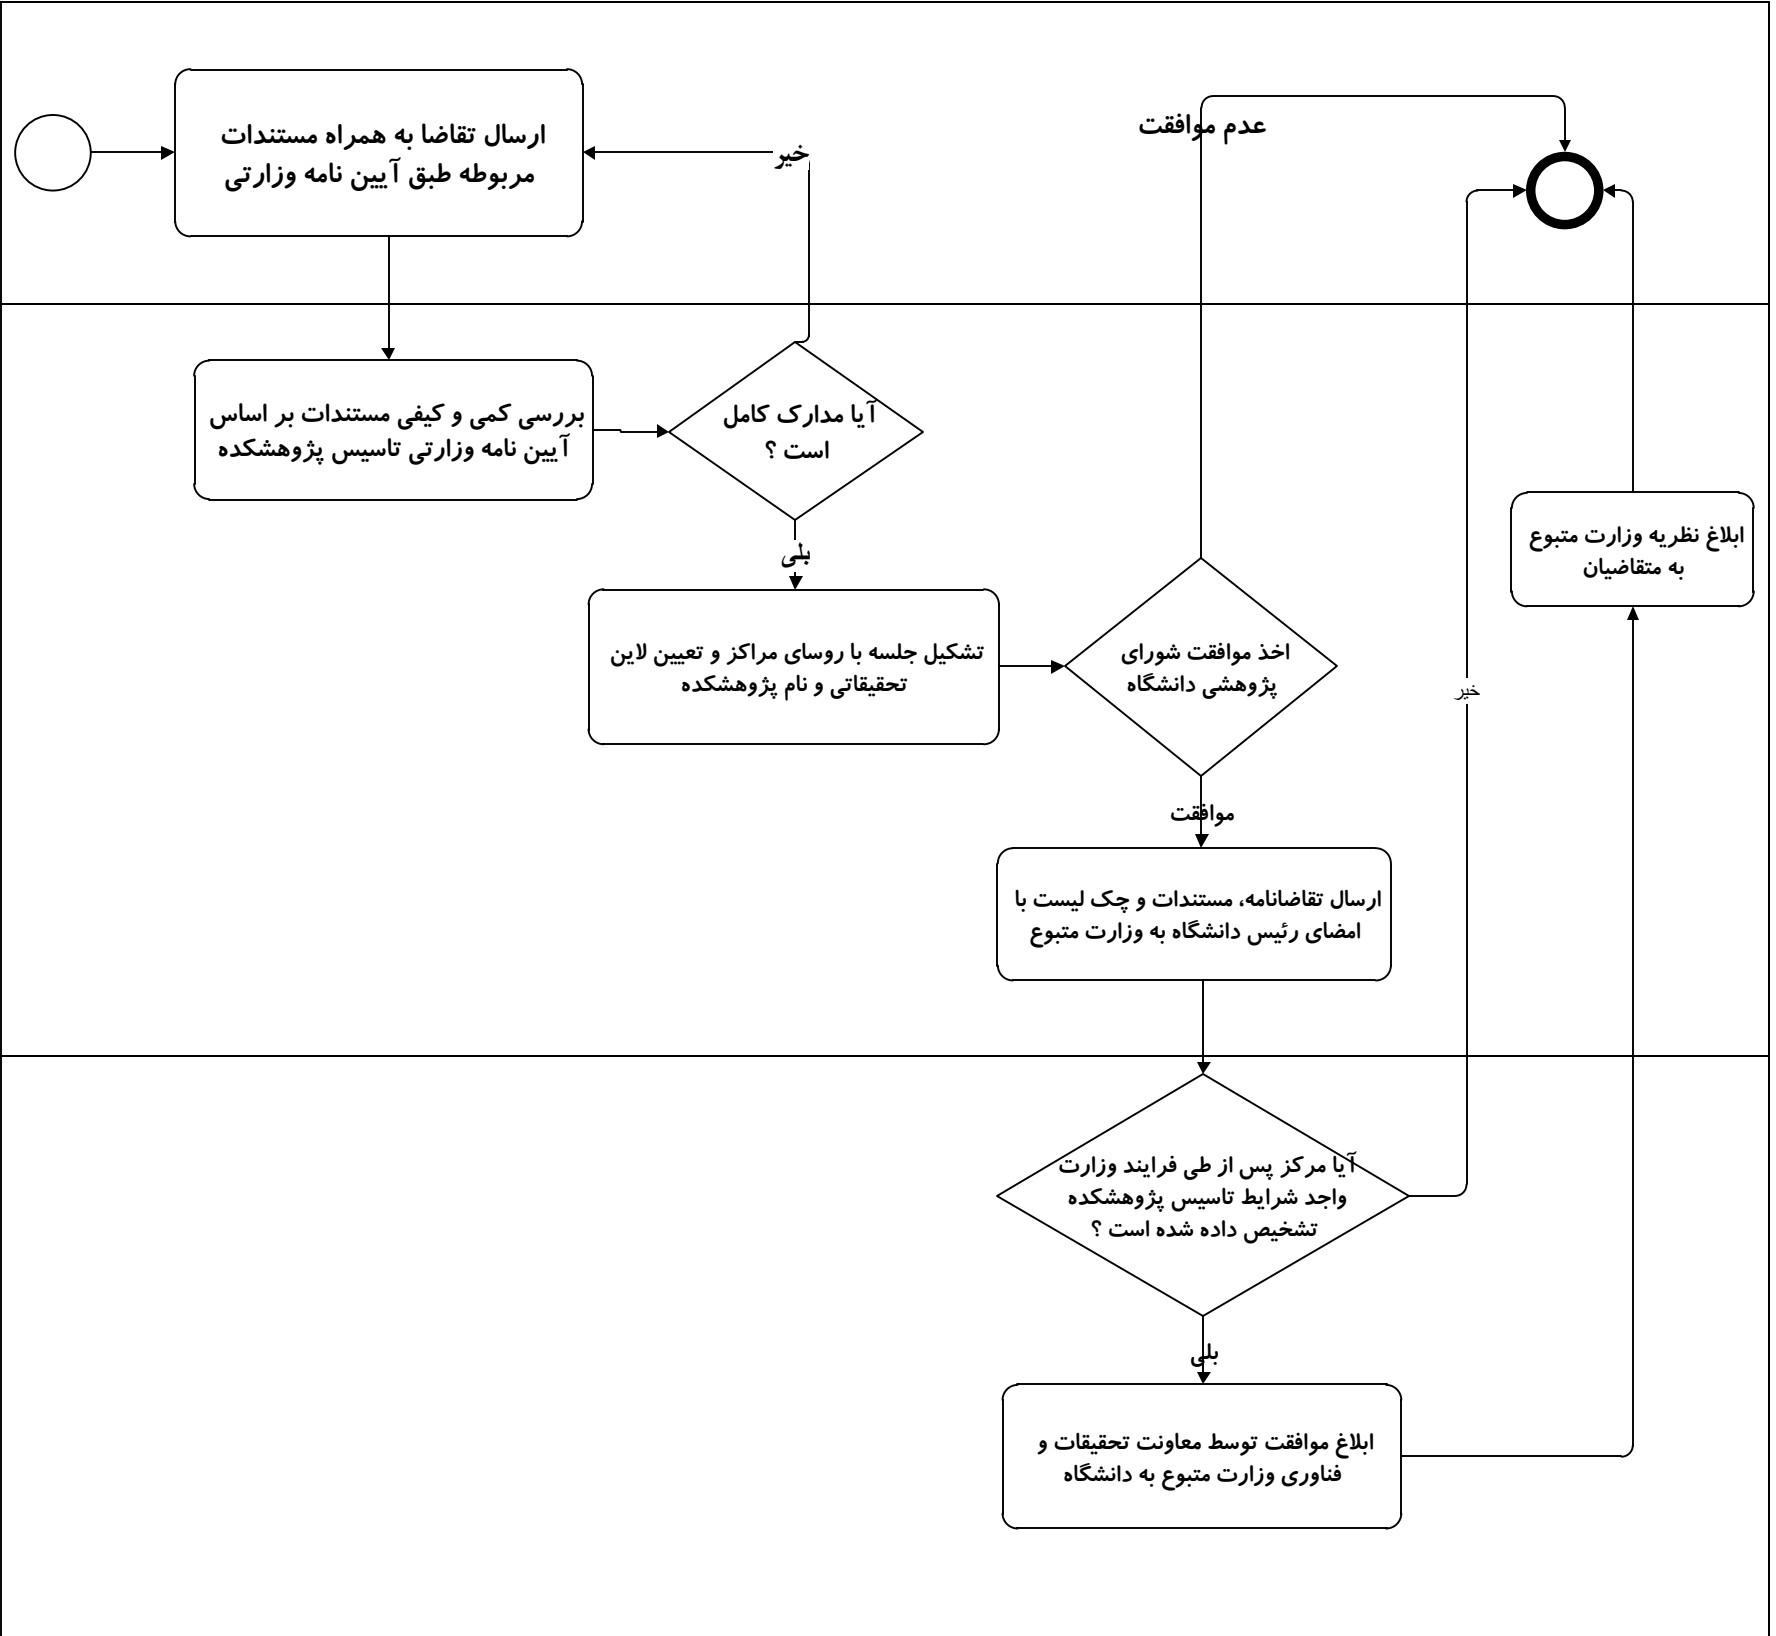 ارسال تقاضا به همراه مستندات
مربوطه طبق آیین نامه وزارتی
خیر
عدم موافقت
بررسی کمی و کیفی مستندات بر اساس
آیین نامه وزارتی تاسیس پژوهشکده
آیا مدارک کامل
است ؟
بلی
تشکیل جلسه با روسای مراکز و تعیین لاین
تحقیقاتی و نام پژوهشکده
اخذ موافقت شورای
پژوهشی دانشگاه
خیر
ابلاغ نظریه وزارت متبوع
به متقاضیان
موافقت
ارسال تقاضانامه، مستندات و چک لیست با
امضای رئیس دانشگاه به وزارت متبوع
آیا مرکز پس از طی فرایند وزارت
واجد شرایط تاسیس پژوهشکده
تشخیص داده شده است ؟
بلی
ابلاغ موافقت توسط معاونت تحقیقات و
فناوری وزارت متبوع به دانشگاه